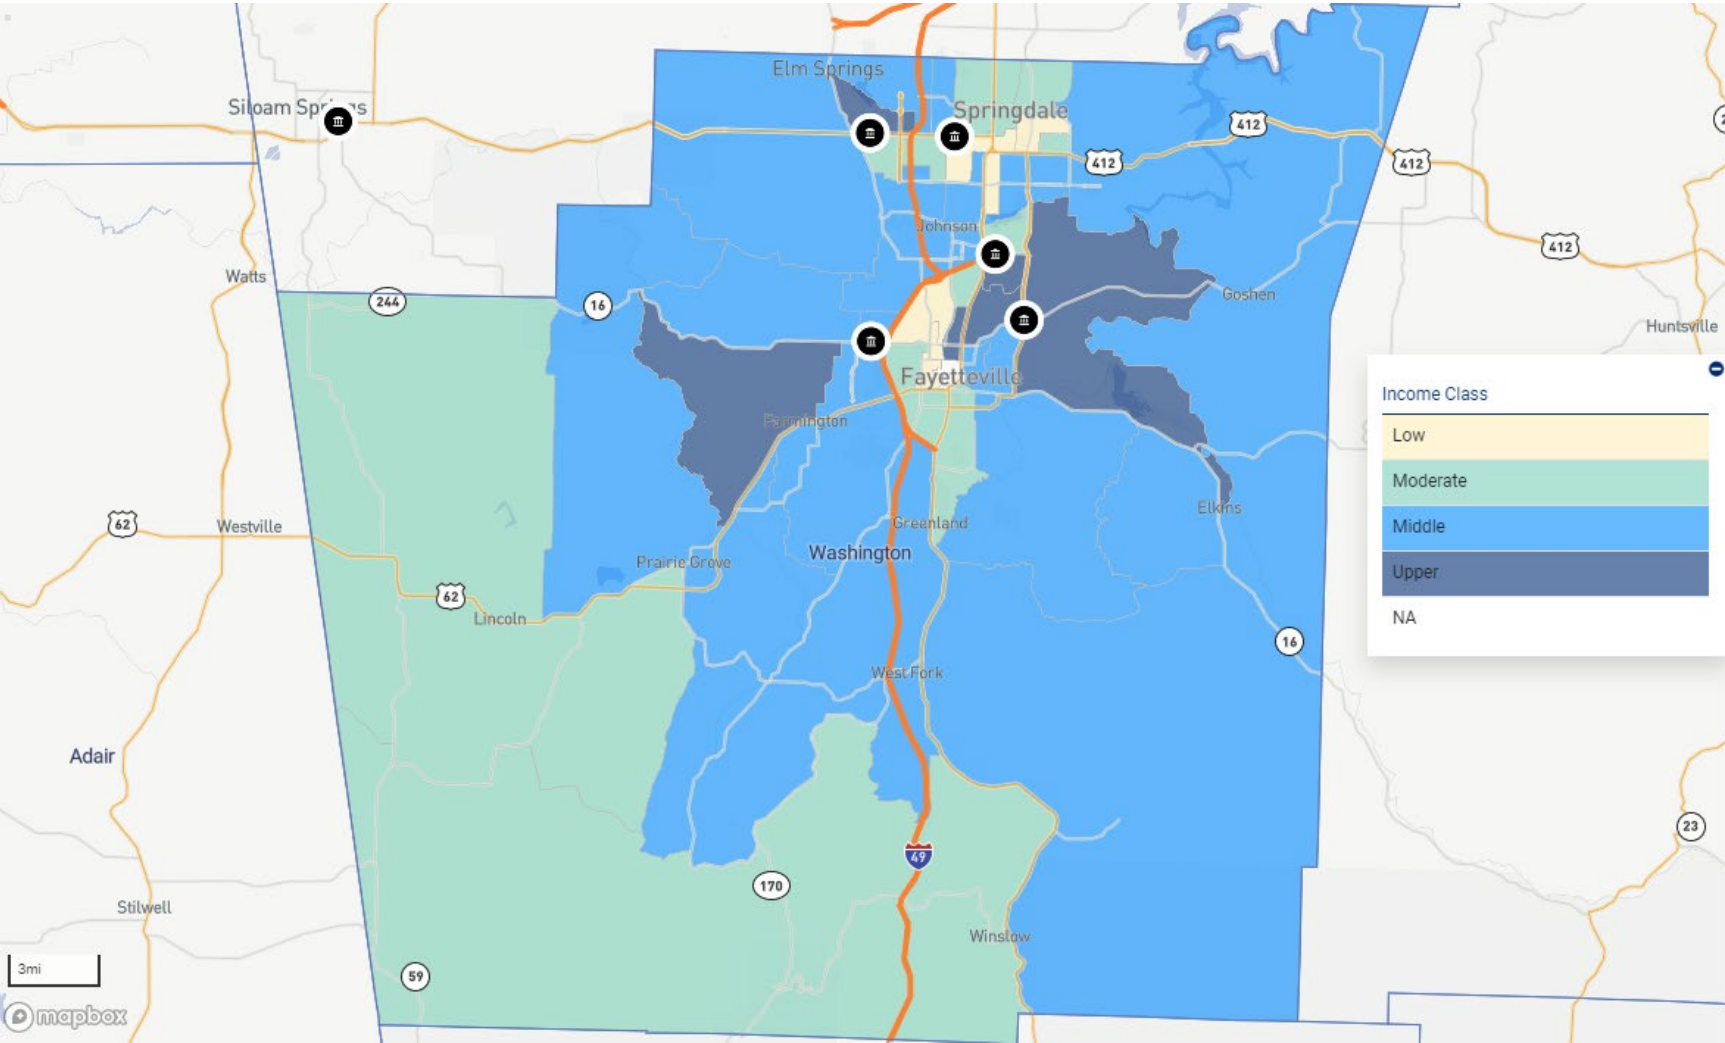 Elm Springs
Siloam Springs
Springdale
412
412
412
412
2
Johnson
Watts
244
16
Goshen
Huntsville
Fayetteville
Income Class
Farmington
Low
Moderate
Elkins
62
Westville
Greenland
Middle
Washington
Prairie Grove
Upper
62
Lincoln
NA
16
West Fork
Adair
23
49
170
Stilwell
Winslow
3mi
59
mapbox